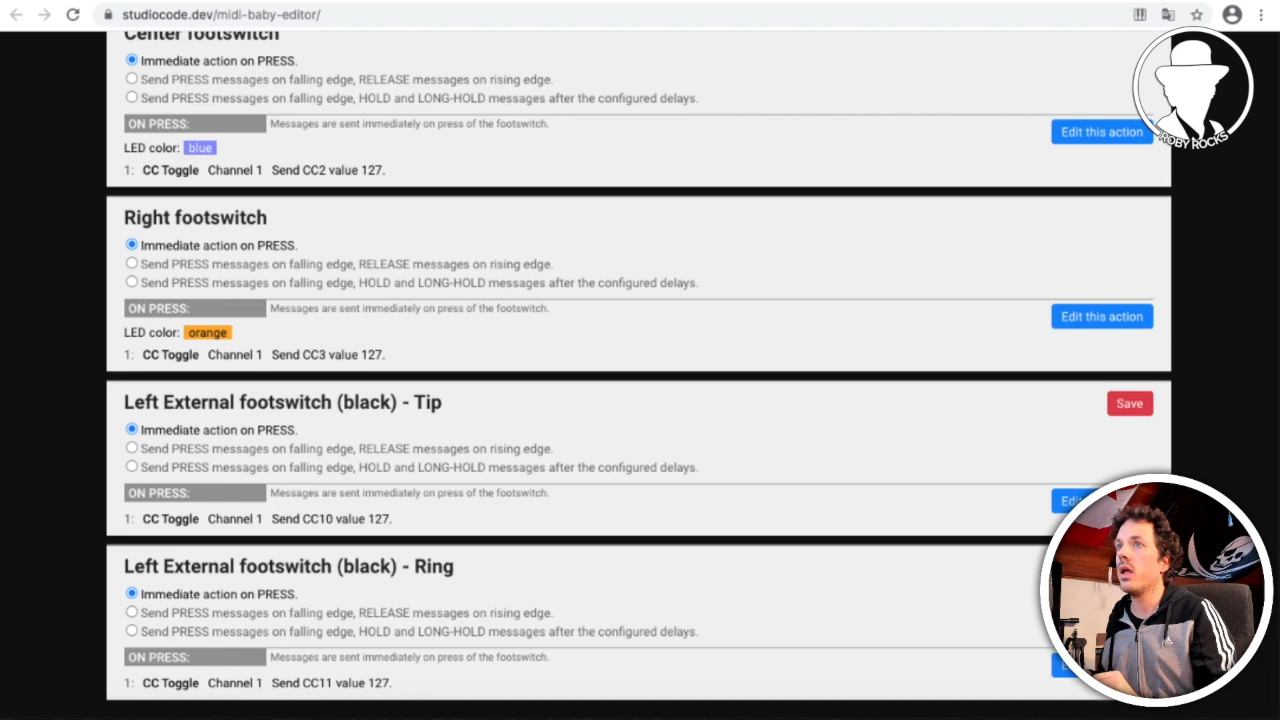 studiocode.dev/midi-baby-editor/
Center footswitch
Immediate action on PRESS.
Send PRESS messages on falling edge, RELEASE messages on rising edge.
Send PRESS messages on falling edge, HOLD and LONG-HOLD messages after the configured delays.
ON PRESS: Messages are sent immediately on press of the footswitch.
Edit this action
ROBY ROCKS
LED color: blue
1: CC Toggle Channel 1 Send CC2 value 127.
Right footswitch
Immediate action on PRESS.
Send PRESS messages on falling edge, RELEASE messages on rising edge.
Send PRESS messages on falling edge, HOLD and LONG-HOLD messages after the configured delays.
ON PRESS: Messages are sent immediately on press of the footswitch.
Edit this action
LED color: orange
1: CC Toggle Channel 1 Send CC3 value 127.
Left External footswitch (black) - Tip
Save
Immediate action on PRESS.
Send PRESS messages on falling edge, RELEASE messages on rising edge.
Send PRESS messages on falling edge, HOLD and LONG-HOLD messages after the configured delays.
ON PRESS: Messages are sent immediately on press of the footswitch.
1: CC Toggle Channel 1 Send CC10 value 127.
Left External footswitch (black) - Ring
Immediate action on PRESS.
Send PRESS messages on falling edge, RELEASE messages on rising edge.
Send PRESS messages on falling edge, HOLD and LONG-HOLD messages after the configured delays.
ON PRESS: Messages are sent immediately on press of the footswitch.
1: CC Toggle Channel 1 Send CC11 value 127.